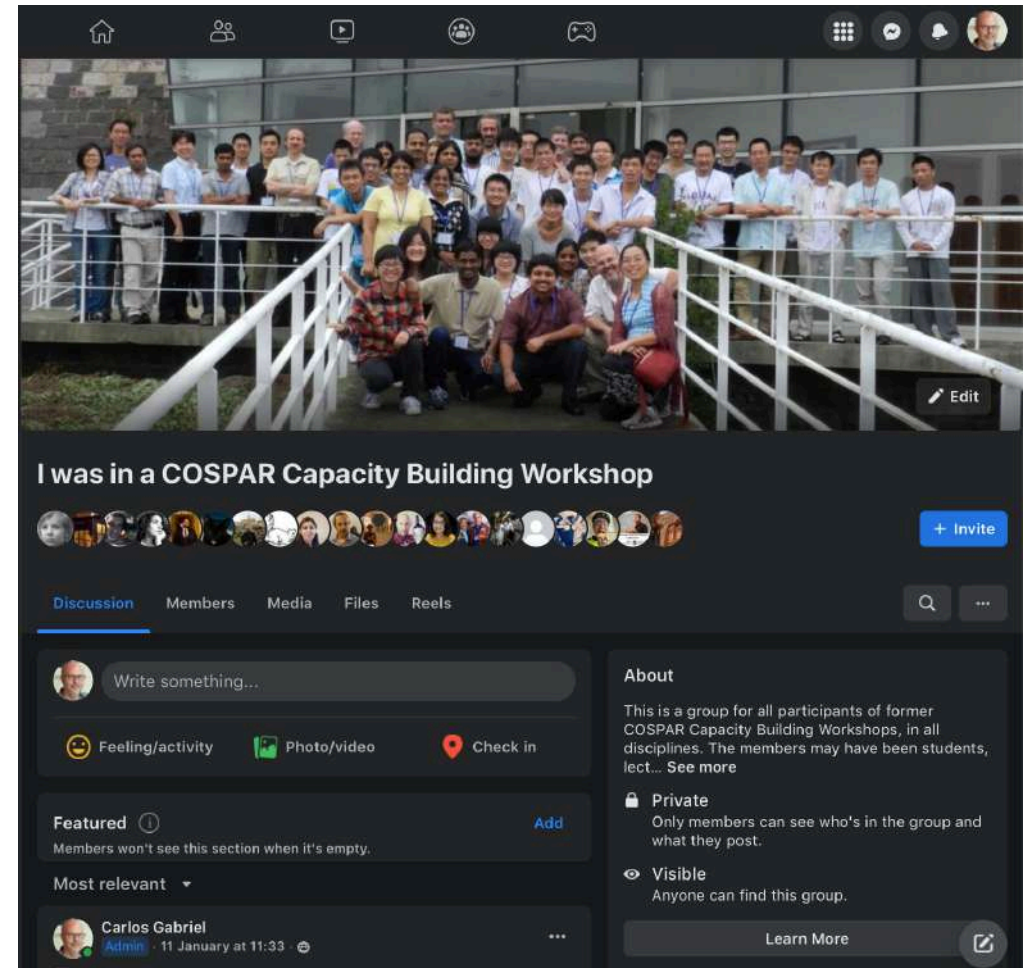 Edit
I was in a COSPAR Capacity Building Workshop
+ Invite
Discussion Members Media Files Reels
Write something...
Feeling/activity Photo/video Check in
Featured
Add
Members won't see this section when it's empty.
Most relevant
Carlos Gabriel
Admin · 11 January at 11:33 ·
About
This is a group for all participants of former
COSPAR Capacity Building Workshops, in all
disciplines. The members may have been students,
lect... See more
Private
Only members can see who's in the group and
what they post.
Visible
Anyone can find this group.
Learn More